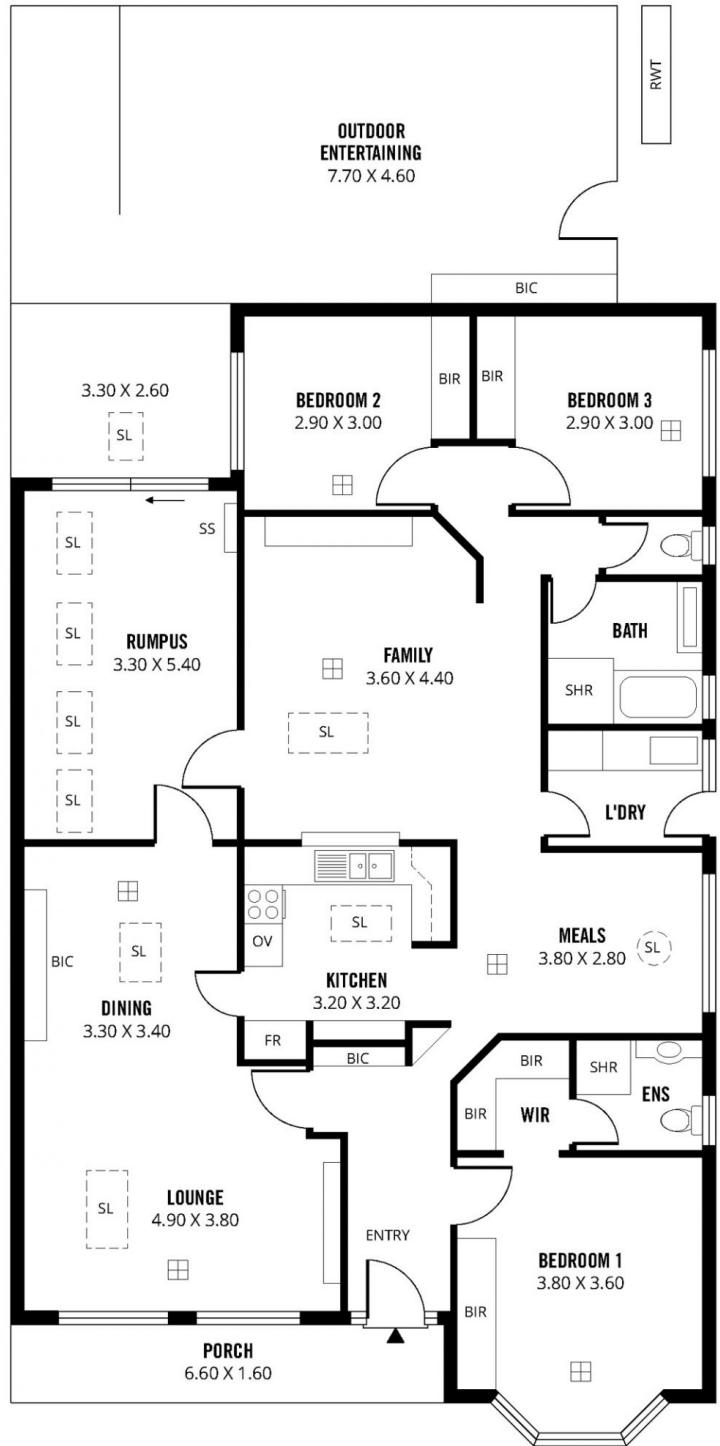 RWT
OUTDOOR
ENTERTAINING
7.70 X 4.60
BIC
3.30 X 2.60
SL
BEDROOM 2
2.90 X 3.00
BIR
BIR
BEDROOM 3
2.90 X 3.00
SS
SL
SL
SL
SL
RUMPUS
3.30 X 5.40
FAMILY
3.60 X 4.40
SL
BATH
SHR
L'DRY
BIC
SL
DINING
3.30 X 3.40
OV
SL
KITCHEN
3.20 X 3.20
FR
BIC
MEALS
3.80 X 2.80
SL
BIR
BIR
WIR
SHR
ENS
SL
LOUNGE
4.90 X 3.80
ENTRY
BEDROOM 1
3.80 X 3.60
BIR
PORCH
6.60 X 1.60